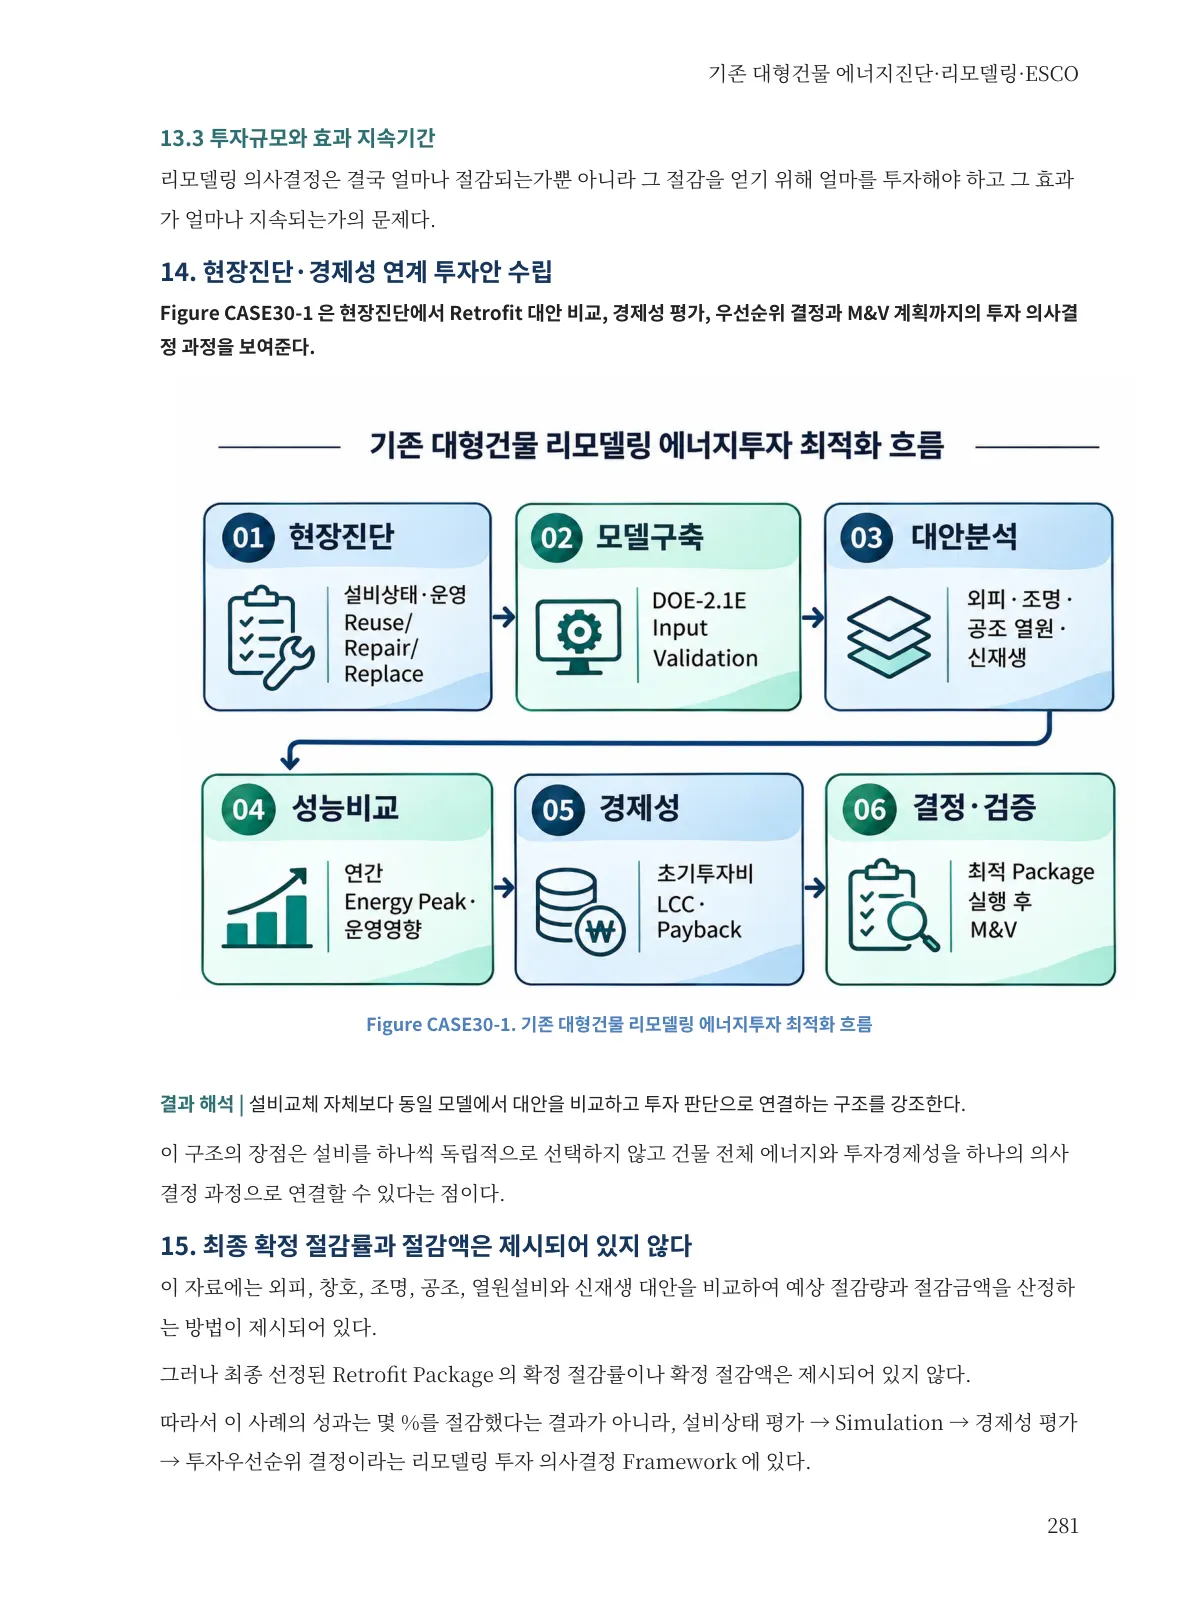 기존 대형건물 에너지진단·리모델링·ESCO
13.3 투자규모와 효과 지속기간
리모델링 의사결정은 결국 얼마나 절감되는가뿐 아니라 그 절감을 얻기 위해 얼마를 투자해야 하고 그 효과
가 얼마나 지속되는가의 문제다.
14. 현장진단·경제성 연계 투자안 수립
Figure CASE30-1 은 현장진단에서 Retrofit 대안 비교, 경제성 평가, 우선순위 결정과 M&V 계획까지의 투자 의사결
정 과정을 보여준다.
기존 대형건물 리모델링 에너지투자 최적화 흐름
01 현장진단
설비상태·운영
Reuse/
Repair/
Replace
02 모델구축
DOE-2.1E
Input
Validation
03 대안분석
외피·조명·
공조 열원·
신재생
04 성능비교
연간
Energy Peak·
운영영향
05 경제성
초기투자비
LCC·
Payback
₩
06 결정·검증
최적 Package
실행 후
M&V
Figure CASE30-1. 기존 대형건물 리모델링 에너지투자 최적화 흐름
결과 해석 | 설비교체 자체보다 동일 모델에서 대안을 비교하고 투자 판단으로 연결하는 구조를 강조한다.
이 구조의 장점은 설비를 하나씩 독립적으로 선택하지 않고 건물 전체 에너지와 투자경제성을 하나의 의사
결정 과정으로 연결할 수 있다는 점이다.
15. 최종 확정 절감률과 절감액은 제시되어 있지 않다
이 자료에는 외피, 창호, 조명, 공조, 열원설비와 신재생 대안을 비교하여 예상 절감량과 절감금액을 산정하
는 방법이 제시되어 있다.
그러나 최종 선정된 Retrofit Package 의 확정 절감률이나 확정 절감액은 제시되어 있지 않다.
따라서 이 사례의 성과는 몇 %를 절감했다는 결과가 아니라, 설비상태 평가 → Simulation → 경제성 평가
→ 투자우선순위 결정이라는 리모델링 투자 의사결정 Framework 에 있다.
281